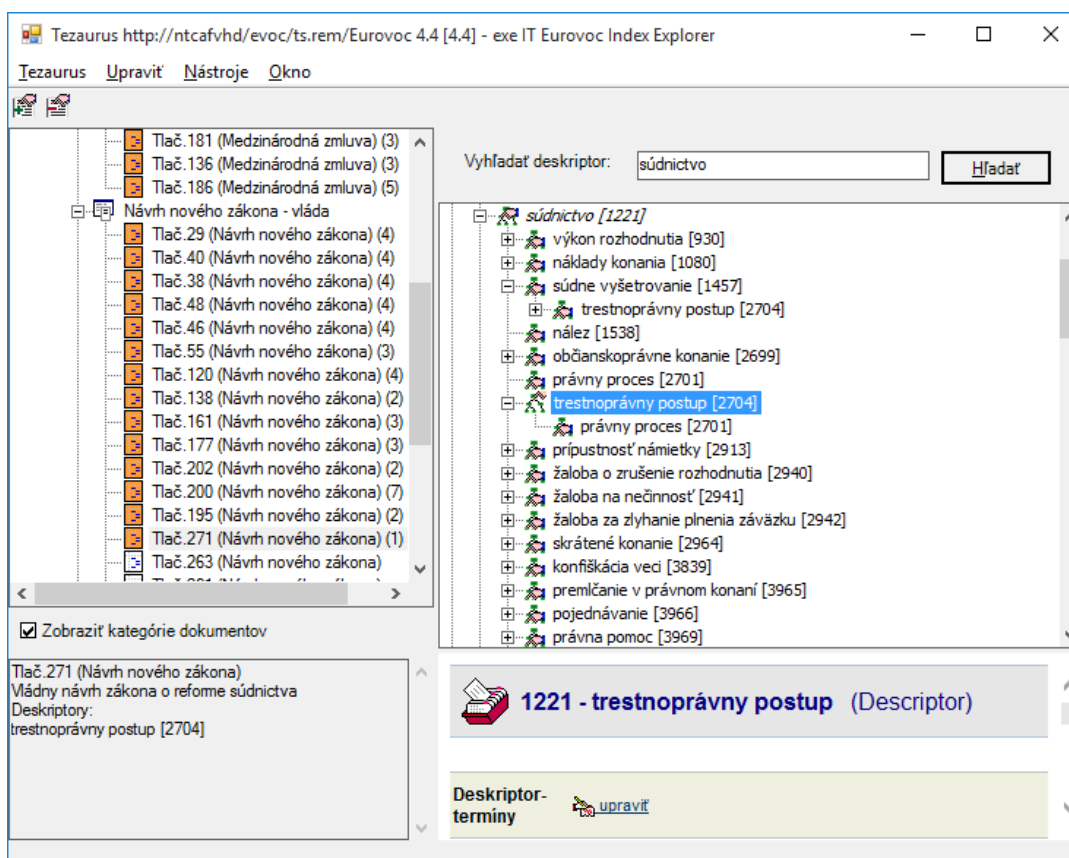 Tezaurus http://ntcafvhd/evoc/ts.rem/Eurovoc 4.4 [4.4] - exe IT Eurovoc Index Explorer
Tezaurus Upraviť Nástroje Okno
Tlač.181 (Medzinárodná zmluva) (3)
Tlač.136 (Medzinárodná zmluva) (3)
Tlač.186 (Medzinárodná zmluva) (5)
Návrh nového zákona - vláda
Tlač.29 (Návrh nového zákona) (4)
Tlač.40 (Návrh nového zákona) (4)
Tlač.38 (Návrh nového zákona) (4)
Tlač.48 (Návrh nového zákona) (4)
Tlač.46 (Návrh nového zákona) (4)
Tlač.55 (Návrh nového zákona) (3)
Tlač.120 (Návrh nového zákona) (4)
Tlač.138 (Návrh nového zákona) (2)
Tlač.161 (Návrh nového zákona) (3)
Tlač.177 (Návrh nového zákona) (3)
Tlač.202 (Návrh nového zákona) (2)
Tlač.200 (Návrh nového zákona) (7)
Tlač.195 (Návrh nového zákona) (2)
Tlač.271 (Návrh nového zákona) (1)
Tlač.263 (Návrh nového zákona)
Zobraziť kategórie dokumentov
Tlač.271 (Návrh nového zákona)
Vládny návrh zákona o reforme súdnictva
Deskriptory:
trestnoprávny postup [2704]
Vyhľadať deskriptor: súdnictvo Hľadať
súdnictvo [1221]
výkon rozhodnutia [930]
náklady konania [1080]
súdne vyšetrovanie [1457]
trestnoprávny postup [2704]
nález [1538]
občianskoprávne konanie [2699]
právny proces [2701]
trestnoprávny postup [2704]
právny proces [2701]
prípustnosť námietky [2913]
žaloba o zrušenie rozhodnutia [2940]
žaloba na nečinnosť [2941]
žaloba za zlyhanie plnenia záväzku [2942]
skrátené konanie [2964]
konfiškácia veci [3839]
premlčanie v právnom konaní [3965]
pojednávanie [3966]
právna pomoc [3969]
1221 - trestnoprávny postup (Descriptor)
Deskriptor-
termíny
upraviť